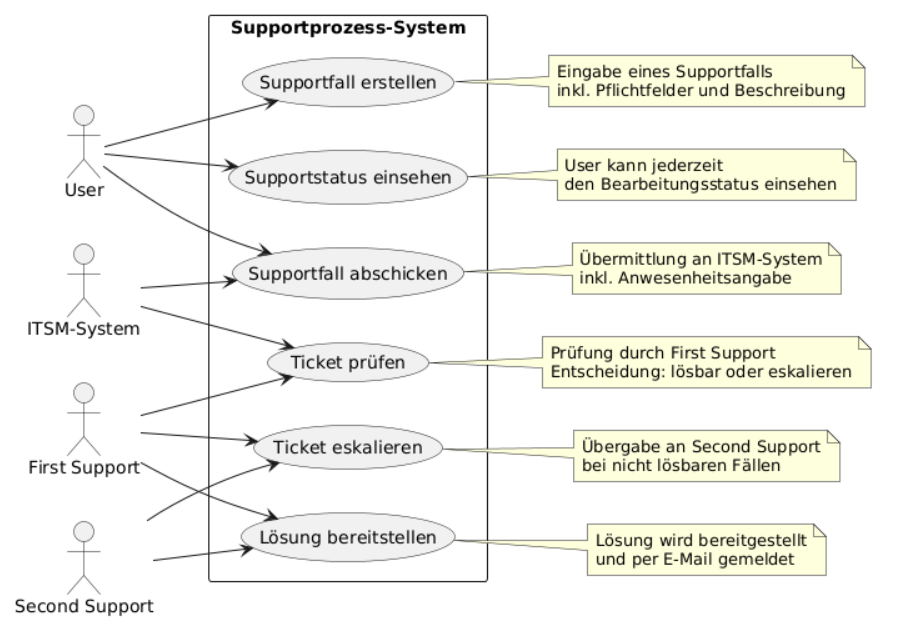 Supportprozess-System
Supportfall erstellen
Eingabe eines Supportfalls
inkl. Pflichtfelder und Beschreibung
User
Supportstatus einsehen
User kann jederzeit
den Bearbeitungsstatus einsehen
ITSM-System
Supportfall abschicken
Übermittlung an ITSM-System
inkl. Anwesenheitsangabe
Ticket prüfen
Prüfung durch First Support
Entscheidung: lösbar oder eskalieren
First Support
Ticket eskalieren
Übergabe an Second Support
bei nicht lösbaren Fällen
Lösung bereitstellen
Lösung wird bereitgestellt
und per E-Mail gemeldet
Second Support